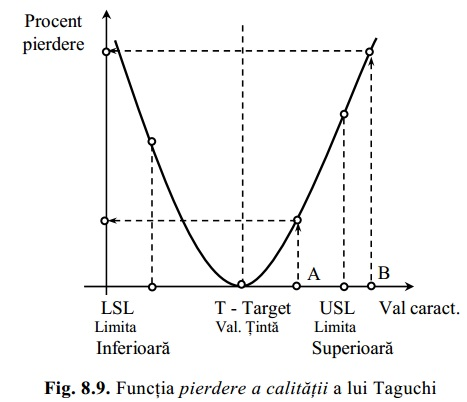 Procent
pierdere
A
B
LSL
T - Target
USL
Val caract.
Limita
Val. Țintă
Limita
Inferioară
Superioară
Fig. 8.9. Funcția pierdere a calității a lui Taguchi